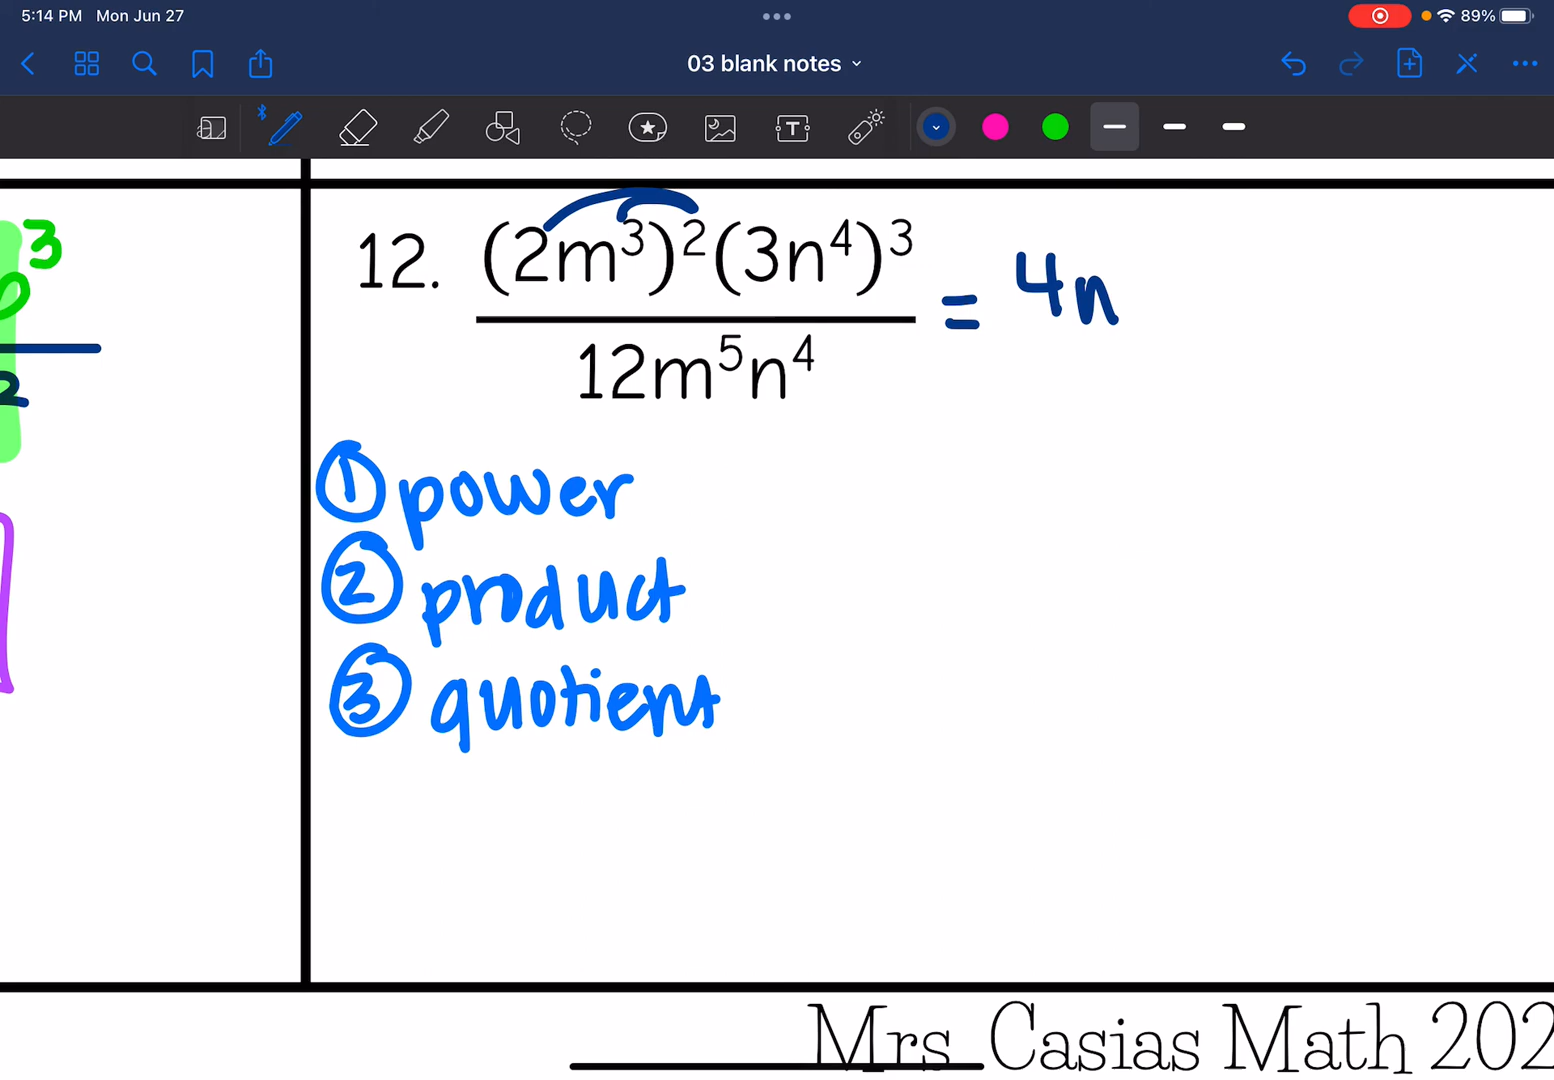 5:14 PM Mon Jun 27
89%
03 blank notes
T
3
2
12. (2m³)²(3n⁴)³
12m⁵n⁴
= 4n
① power
② product
③ quotient
Mrs Casias Math 202